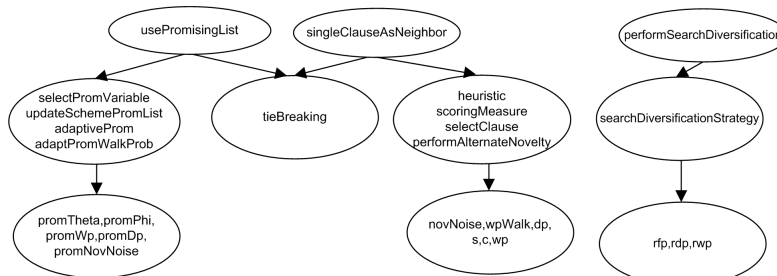 usePromisingList
singleClauseAsNeighbor
performSearchDiversification
selectPromVariable
updateSchemePromList
adaptiveProm
adaptPromWalkProb
tieBreaking
heuristic
scoringMeasure
selectClause
performAlternateNovelty
searchDiversificationStrategy
promTheta,promPhi,
promWp,promDp,
promNovNoise
novNoise,wpWalk,dp,
s,c,wp
rfp,rdp,rwp